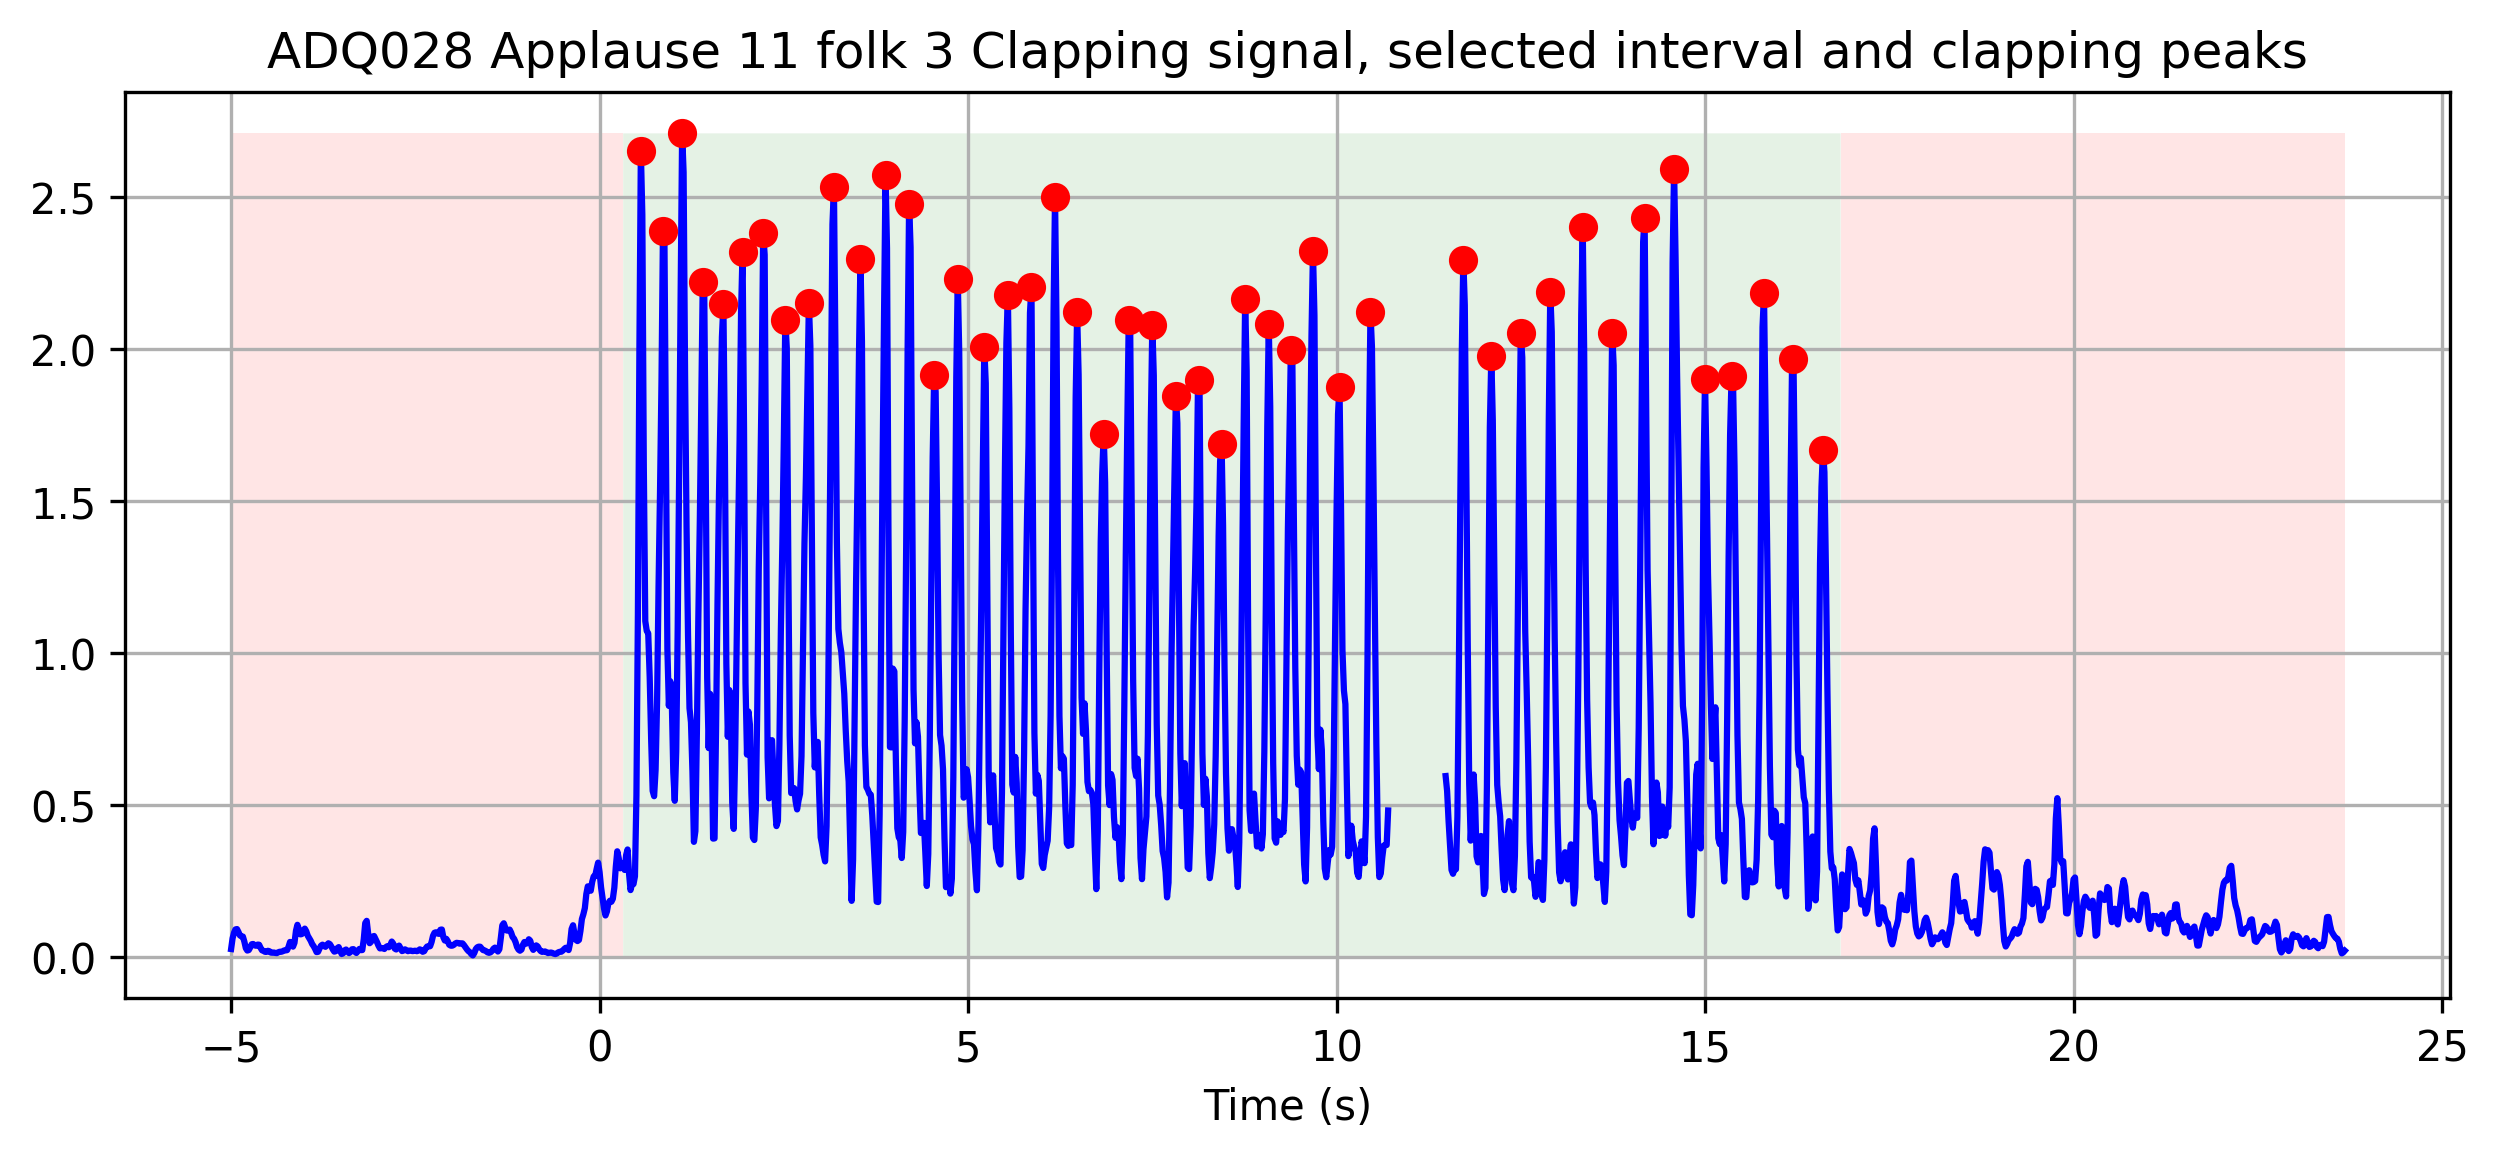 ADQ028 Applause 11 folk 3 Clapping signal, selected interval and clapping peaks
2.5
2.0
1.5
1.0
0.5
0.0
−5 0 5 10 15 20 25
Time (s)